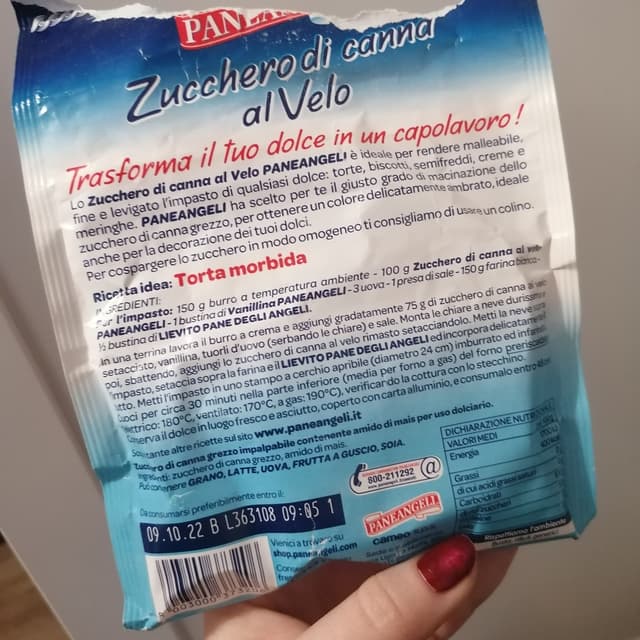 PANEANGELI
Zucchero di canna
al Velo
Trasforma il tuo dolce in un capolavoro!
Lo Zucchero di canna al Velo PANEANGELI è ideale per rendere malleabile,
fine e levigato l'impasto di qualsiasi dolce: torte, biscotti, semifreddi, creme e
meringhe. PANEANGELI ha scelto per te il giusto grado di macinazione dello
zucchero di canna grezzo, per ottenere un colore delicatamente ambrato, ideale
anche per la decorazione dei tuoi dolci.
Per cospargere lo zucchero in modo omogeneo ti consigliamo di usare un colino.
Ricetta idea: Torta morbida
INGREDIENTI:
Per l'impasto: 150 g burro a temperatura ambiente - 100 g Zucchero di canna al
PANEANGELI - 1 bustina di Vanillina PANEANGELI - 3 uova - 1 presa di sale - 150 g farina bianca -
½ bustina di LIEVITO PANE DEGLI ANGELI.
In una terrina lavora il burro a crema e aggiungi gradatamente 75 g di zucchero di canna al
setacciato, vanillina, tuorli d'uovo (serbando le chiare) e sale. Monta le chiare a neve durissima
poi, sbattendo, aggiungi lo zucchero di canna al velo rimasto setacciandolo. Metti la neve
impasto, setaccia sopra la farina e il LIEVITO PANE DEGLI ANGELI ed incorpora delicatamente
tutto. Metti l'impasto in uno stampo a cerchio apribile (diametro 24 cm) imburrato ed infarinato
cuoci per circa 30 minuti nella parte inferiore (media per forno a gas) del forno
elettrico: 180°C, ventilato: 170°C, a gas: 190°C), verificando la cottura con lo stecchino.
Conserva il dolce in luogo fresco e asciutto, coperto con carta alluminio, e consumalo entro
tante altre ricette sul sito www.paneangeli.it
Zucchero di canna grezzo impalpabile contenente amido di mais per uso dolciario.
Ingredienti: zucchero di canna grezzo, amido di mais.
Può contenere GRANO, LATTE, UOVA, FRUTTA A GUSCIO, SOIA.
Da consumarsi preferibilmente entro il:
09.10.22 B L363108 09:05 1
800-211292
@
PANEANGELI
cameo
Vienici a trovare su
shop.paneangeli.com
DICHIARAZIONE
VALORI MEDI
Energia
Grassi
di cui acidi grassi saturi
Carboidrati
zuccheri
Rispettiamo l'ambiente